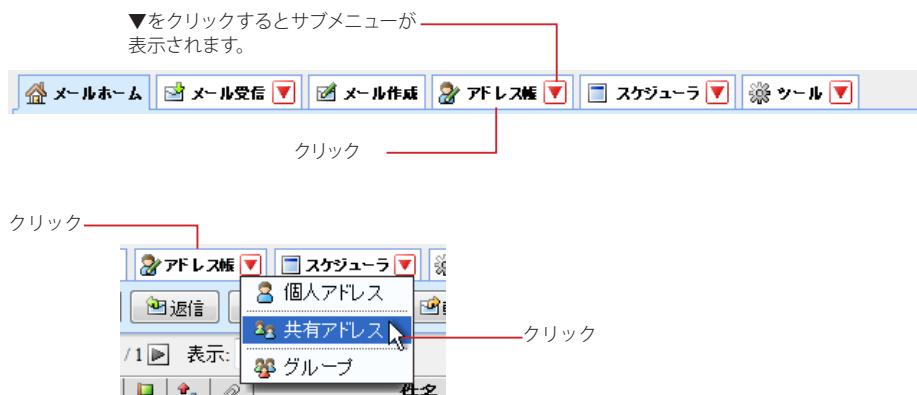 ▼をクリックするとサブメニューが
表示されます。
メールホーム メール受信 ▼ メール作成 アドレス帳 ▼ スケジューラ ▼ ツール ▼
クリック
クリック
アドレス帳 ▼ スケジューラ ▼
返信
個人アドレス
共有アドレス
クリック
/1 表示:
グループ
件名